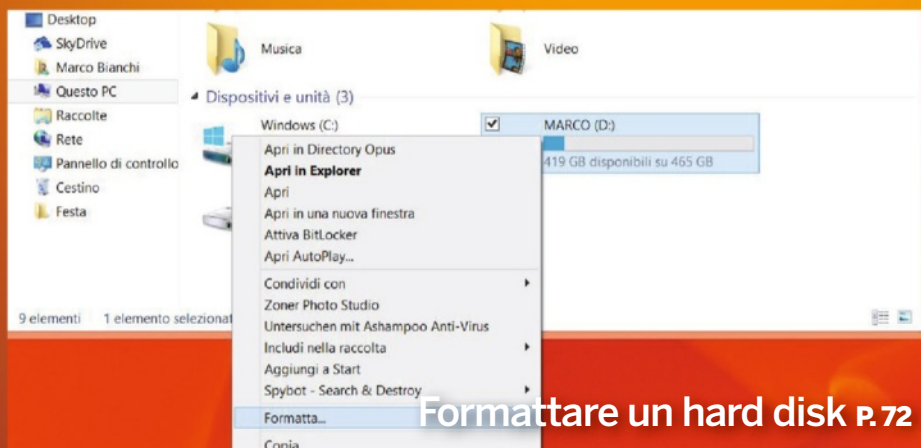 Desktop
SkyDrive
Marco Bianchi
Questo PC
Raccolte
Rete
Pannello di controllo
Cestino
Festa
Musica
Video
Dispositivi e unità (3)
Windows (C:)
MARCO (D:)
419 GB disponibili su 465 GB
Apri in Directory Opus
Apri in Explorer
Apri
Apri in una nuova finestra
Attiva BitLocker
Apri AutoPlay...
Condividi con
Zoner Photo Studio
Untersuchen mit Ashampoo Anti-Virus
Includi nella raccolta
Aggiungi a Start
Spybot - Search & Destroy
Formatta...
Copia
9 elementi 1 elemento selezionat
Formattare un hard disk P. 72